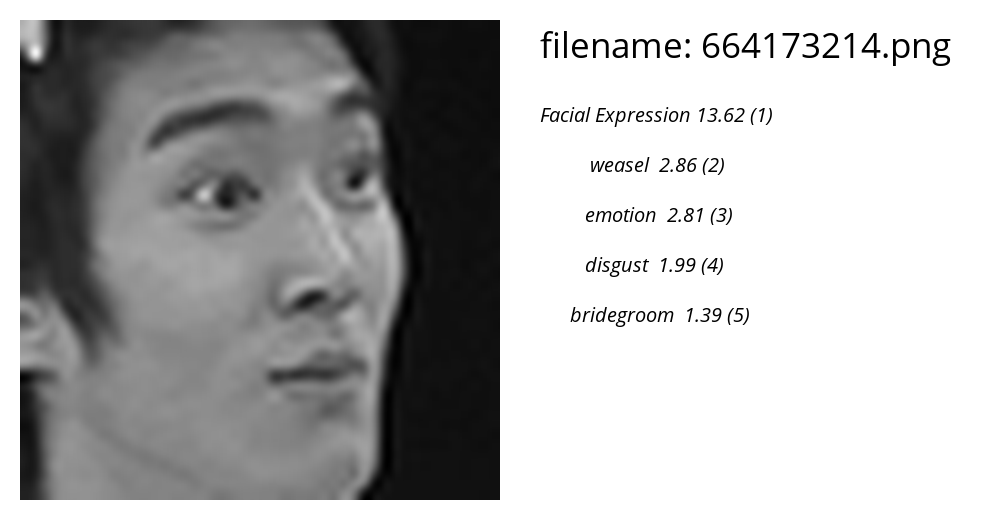 filename: 664173214.png
Facial Expression 13.62 (1)
weasel 2.86 (2)
emotion 2.81 (3)
disgust 1.99 (4)
bridegroom 1.39 (5)